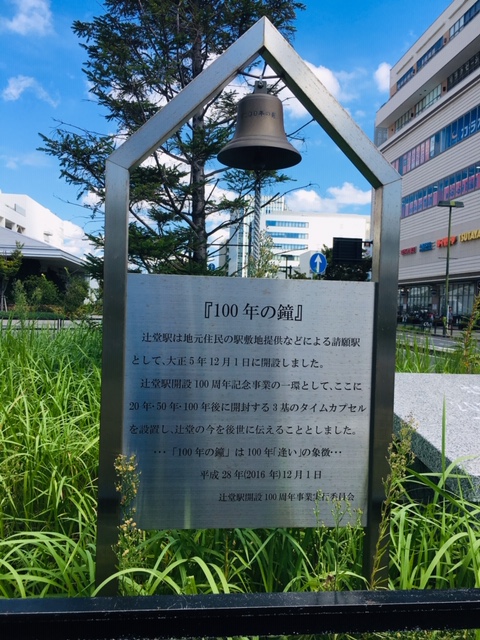 『100年の鐘』
辻堂駅は地元住民の駅敷地提供などによる請願駅
として、大正5年12月1日に開設しました。
辻堂駅開設100周年記念事業の一環として、ここに
20年・50年・100年後に開封する3基のタイムカプセル
を設置し、辻堂の今を後世に伝えることとしました。
・・・「100年の鐘」は100年「逢い」の象徴・・・
平成28年(2016年)12月1日
辻堂駅開設100周年事業実行委員会